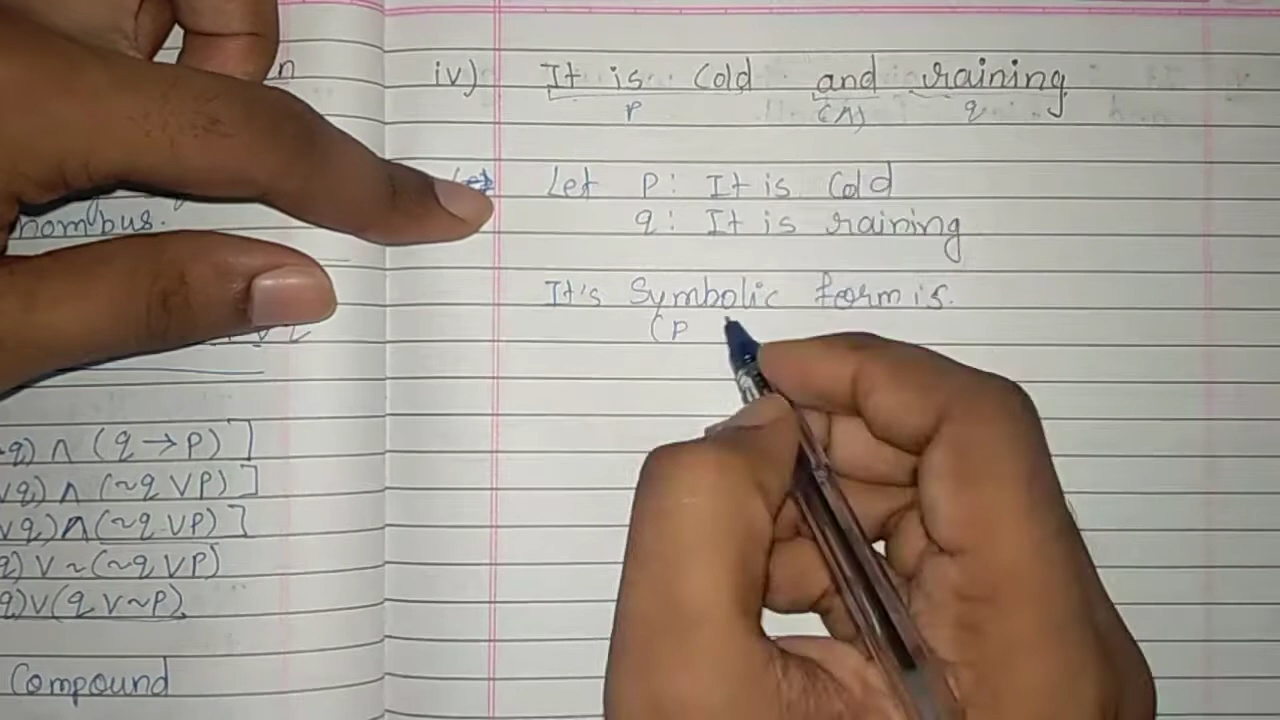 n
hombus.
q) ∧ (q → p) ]
∨q) ∧ (~q ∨ p) ]
∨q) ∧ (~q ∨ p) ]
q) ∨ ~(~q ∨ p)
q) ∨ (q ∨ ~p).
Compound
iv) It is Cold and raining
p (∧) q
Let Let p: It is Cold
q: It is raining
It's Symbolic form is.
(p